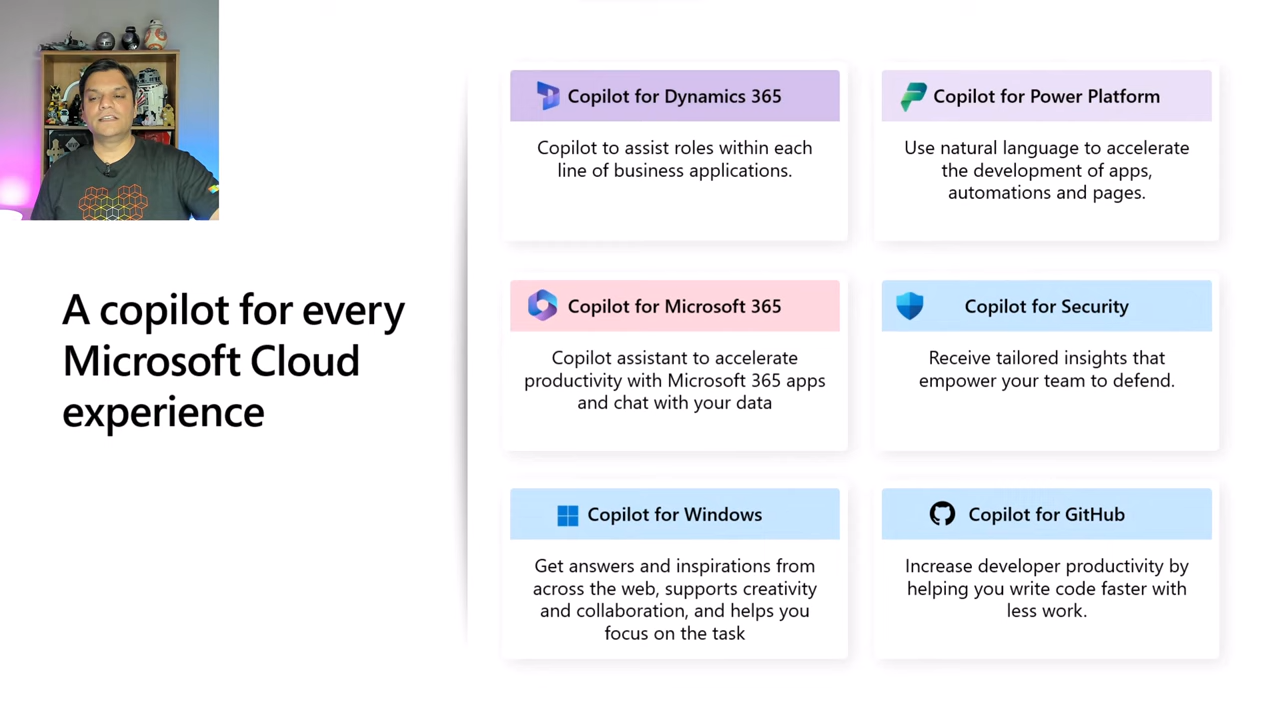 A copilot for every
Microsoft Cloud
experience
Copilot for Dynamics 365
Copilot to assist roles within each
line of business applications.
Copilot for Power Platform
Use natural language to accelerate
the development of apps,
automations and pages.
Copilot for Microsoft 365
Copilot assistant to accelerate
productivity with Microsoft 365 apps
and chat with your data
Copilot for Security
Receive tailored insights that
empower your team to defend.
Copilot for Windows
Get answers and inspirations from
across the web, supports creativity
and collaboration, and helps you
focus on the task
Copilot for GitHub
Increase developer productivity by
helping you write code faster with
less work.